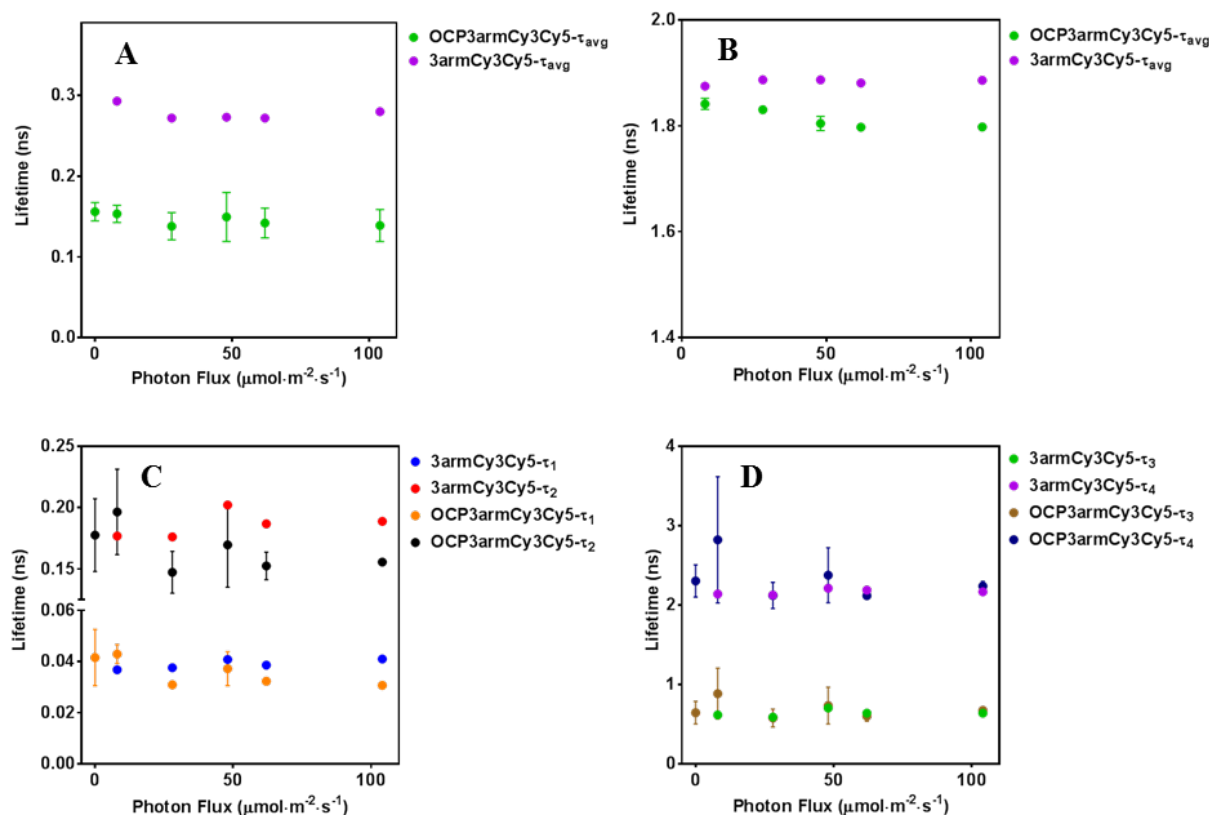 A
OCP3armCy3Cy5-τavg
3armCy3Cy5-τavg
Lifetime (ns)
0.3
0.2
0.1
0.0
0 50 100
Photon Flux (μmol·m⁻²·s⁻¹)
B
OCP3armCy3Cy5-τavg
3armCy3Cy5-τavg
Lifetime (ns)
2.0
1.8
1.6
1.4
0 50 100
Photon Flux (μmol·m⁻²·s⁻¹)
C
3armCy3Cy5-τ₁
3armCy3Cy5-τ₂
OCP3armCy3Cy5-τ₁
OCP3armCy3Cy5-τ₂
Lifetime (ns)
0.25
0.20
0.15
0.06
0.04
0.02
0.00
0 50 100
Photon Flux (μmol·m⁻²·s⁻¹)
D
3armCy3Cy5-τ₃
3armCy3Cy5-τ₄
OCP3armCy3Cy5-τ₃
OCP3armCy3Cy5-τ₄
Lifetime (ns)
4
3
2
1
0
0 50 100
Photon Flux (μmol·m⁻²·s⁻¹)